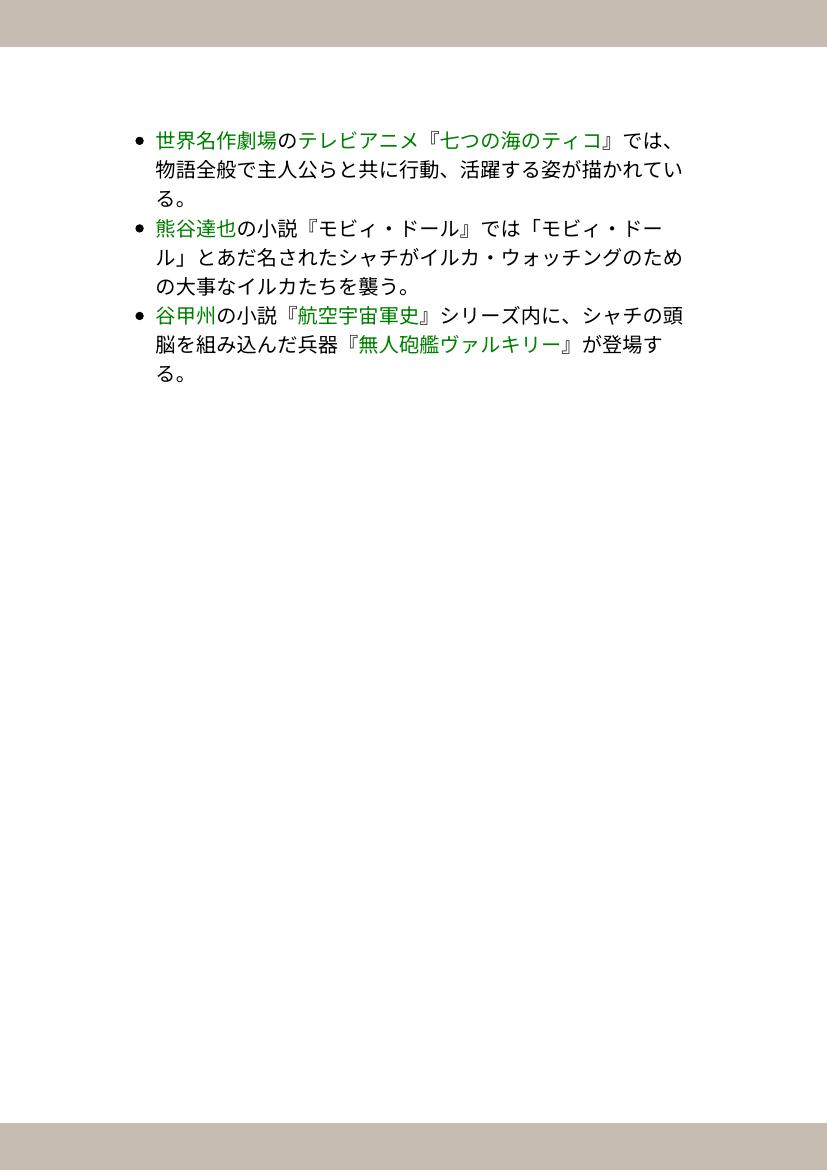 世界名作劇場のテレビアニメ『七つの海のティコ』では、
物語全般で主人公らと共に行動、活躍する姿が描かれてい
る。
熊谷達也の小説『モビィ・ドール』では「モビィ・ドー
ル」とあだ名されたシャチがイルカ・ウォッチングのため
の大事なイルカたちを襲う。
谷甲州の小説『航空宇宙軍史』シリーズ内に、シャチの頭
脳を組み込んだ兵器『無人砲艦ヴァルキリー』が登場す
る。